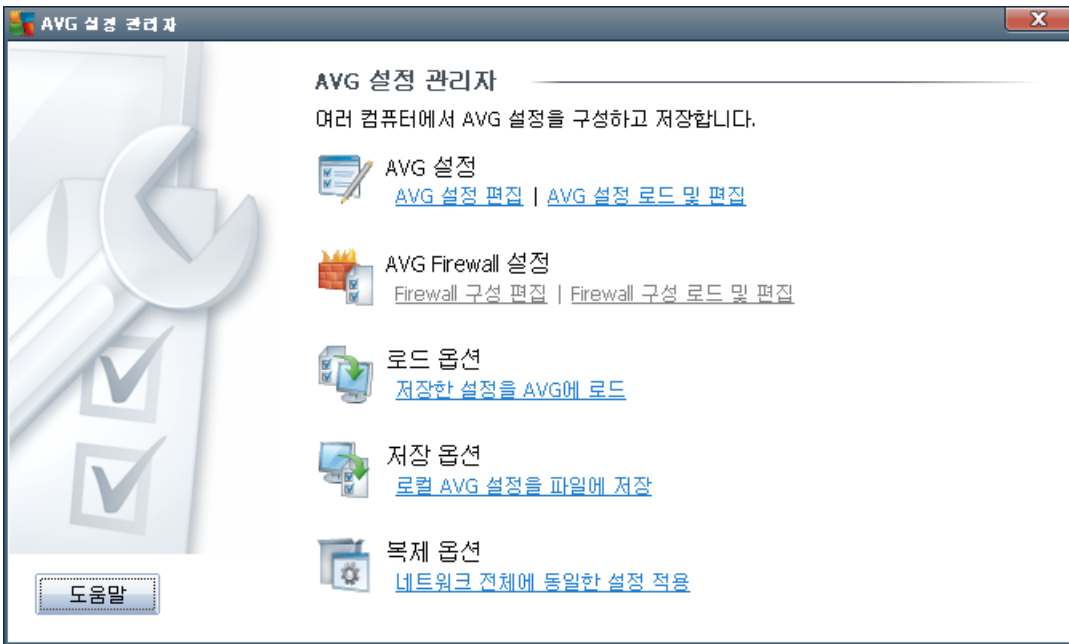 AVG 설정 관리자
AVG 설정 관리자
여러 컴퓨터에서 AVG 설정을 구성하고 저장합니다.
AVG 설정
AVG 설정 편집 | AVG 설정 로드 및 편집
AVG Firewall 설정
Firewall 구성 편집 | Firewall 구성 로드 및 편집
로드 옵션
저장한 설정을 AVG에 로드
저장 옵션
로컬 AVG 설정을 파일에 저장
복제 옵션
네트워크 전체에 동일한 설정 적용
도움말